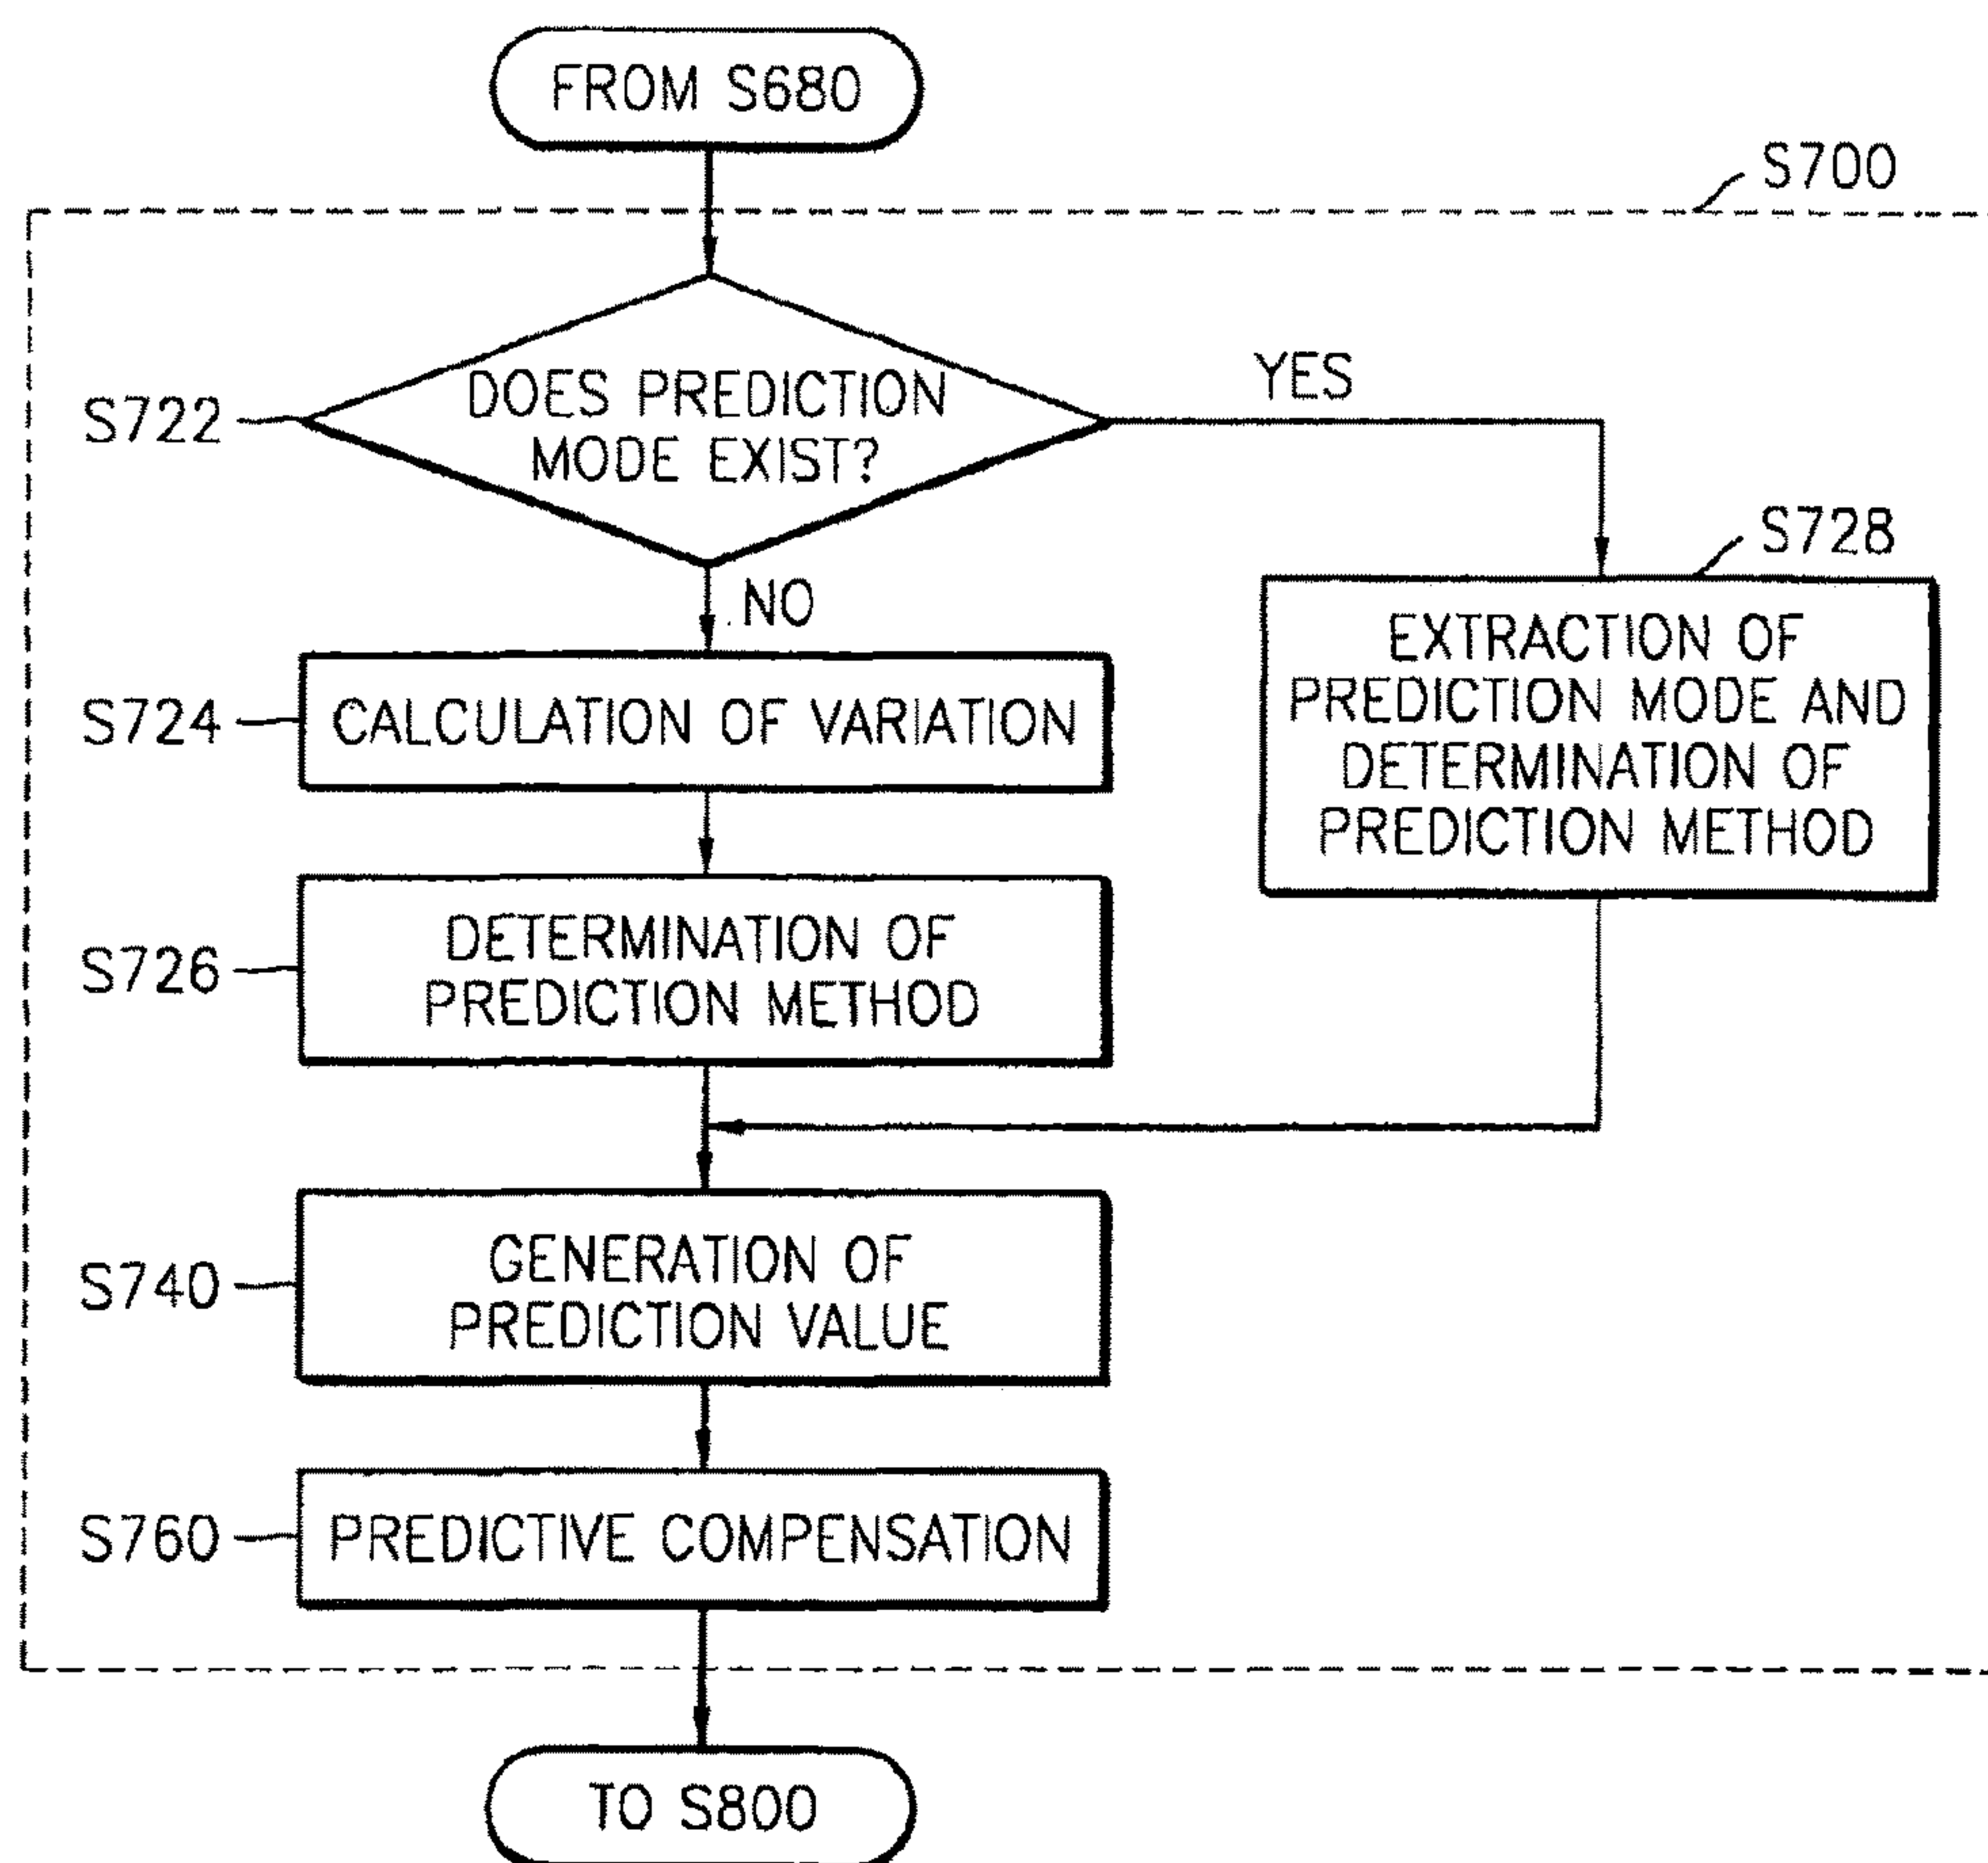 FROM S680
S700
S722
DOES PREDICTION
MODE EXIST?
YES
NO
S728
EXTRACTION OF
PREDICTION MODE AND
DETERMINATION OF
PREDICTION METHOD
S724
CALCULATION OF VARIATION
S726
DETERMINATION OF
PREDICTION METHOD
S740
GENERATION OF
PREDICTION VALUE
S760
PREDICTIVE COMPENSATION
TO S800